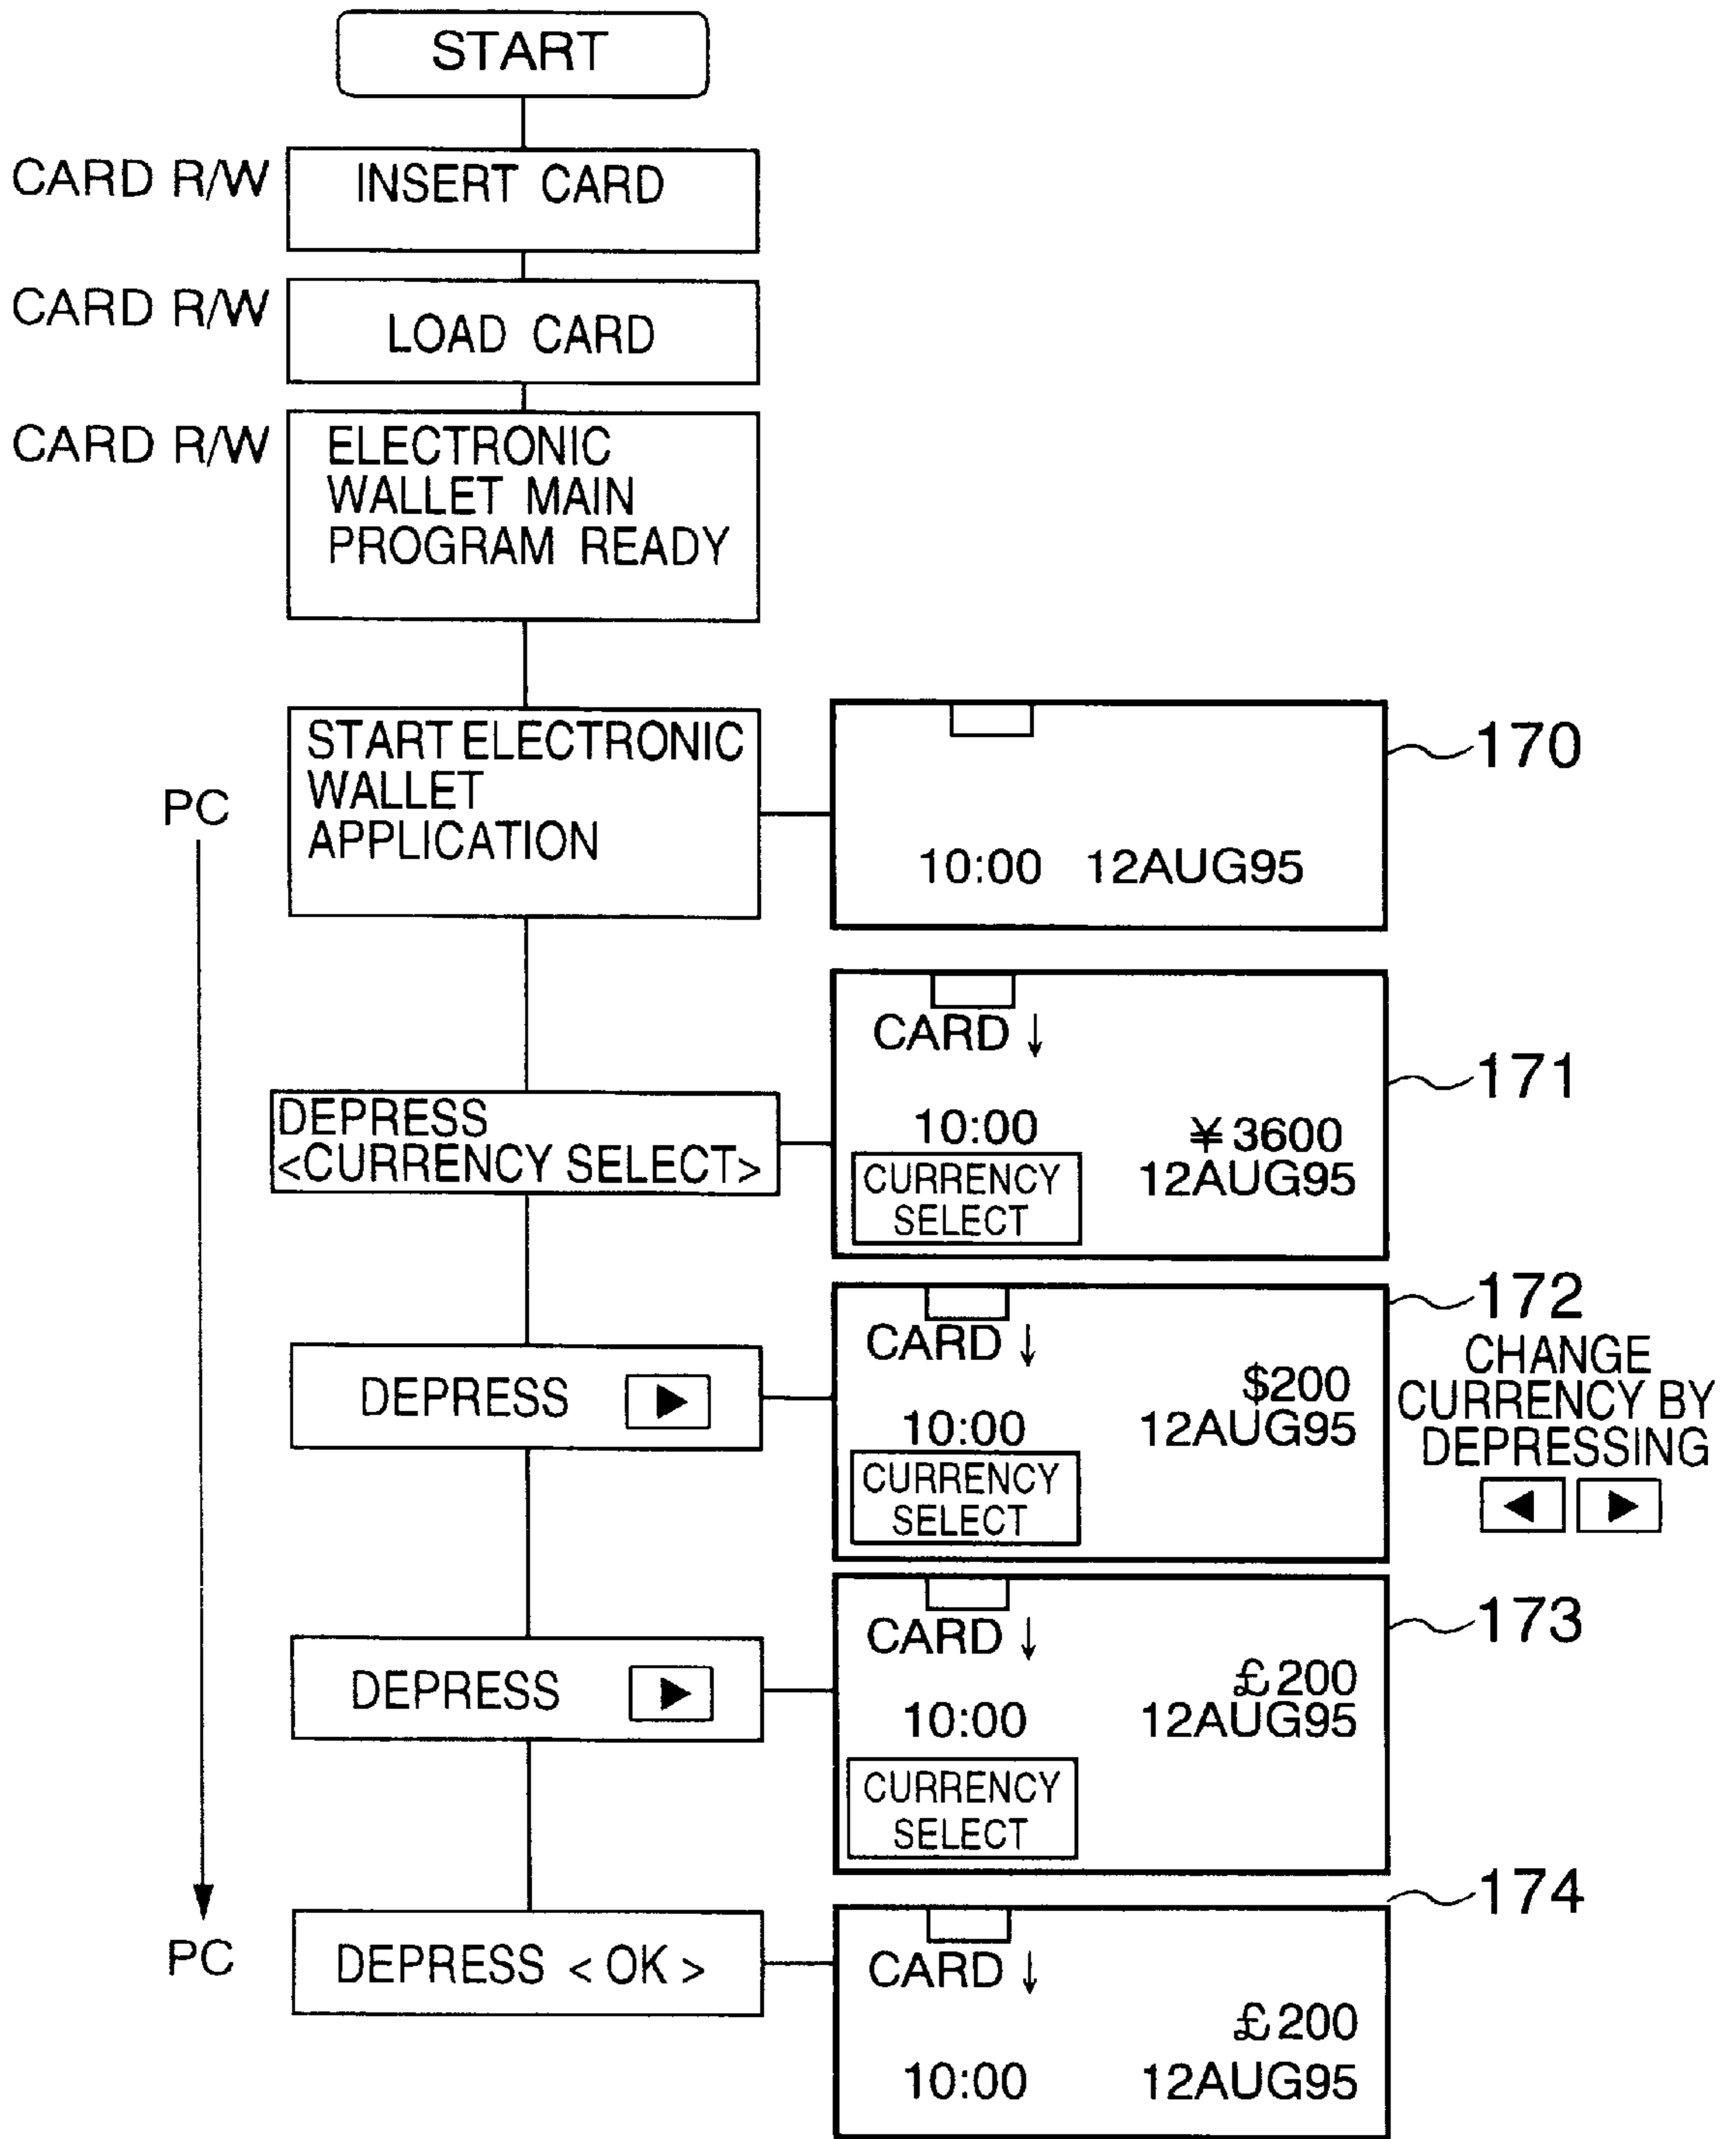 START
CARD R/W
INSERT CARD
CARD R/W
LOAD CARD
CARD R/W
ELECTRONIC
WALLET MAIN
PROGRAM READY
PC
START ELECTRONIC
WALLET
APPLICATION
10:00 12AUG95
170
DEPRESS
<CURRENCY SELECT>
CARD ↓
10:00
¥3600
12AUG95
CURRENCY
SELECT
171
DEPRESS ▶
CARD ↓
$200
10:00
12AUG95
CURRENCY
SELECT
172
CHANGE
CURRENCY BY
DEPRESSING
◀ ▶
DEPRESS ▶
CARD ↓
£200
10:00
12AUG95
CURRENCY
SELECT
173
PC
DEPRESS < OK >
CARD ↓
£200
10:00
12AUG95
174